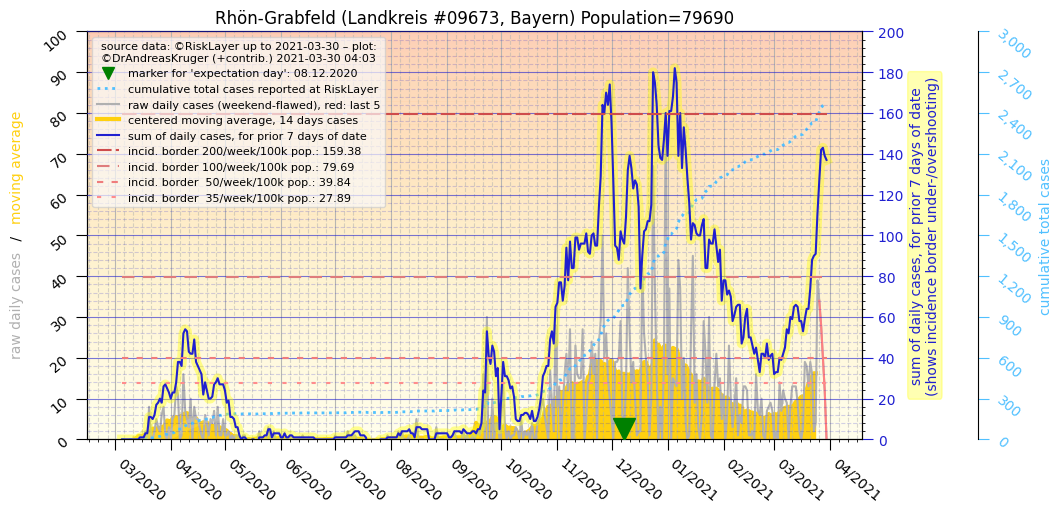 Rhön-Grabfeld (Landkreis #09673, Bayern) Population=79690
source data: ©RiskLayer up to 2021-03-30 – plot:
©DrAndreasKruger (+contrib.) 2021-03-30 04:03
marker for 'expectation day': 08.12.2020
cumulative total cases reported at RiskLayer
raw daily cases (weekend-flawed), red: last 5
centered moving average, 14 days cases
sum of daily cases, for prior 7 days of date
incid. border 200/week/100k pop.: 159.38
incid. border 100/week/100k pop.: 79.69
incid. border  50/week/100k pop.: 39.84
incid. border  35/week/100k pop.: 27.89
raw daily cases / moving average
100
90
80
70
60
50
40
30
20
10
0
03/2020
04/2020
05/2020
06/2020
07/2020
08/2020
09/2020
10/2020
11/2020
12/2020
01/2021
02/2021
03/2021
04/2021
200
180
160
140
120
100
80
60
40
20
0
sum of daily cases, for prior 7 days of date
(shows incidence border under-/overshooting)
3,000
2,700
2,400
2,100
1,800
1,500
1,200
900
600
300
0
cumulative total cases